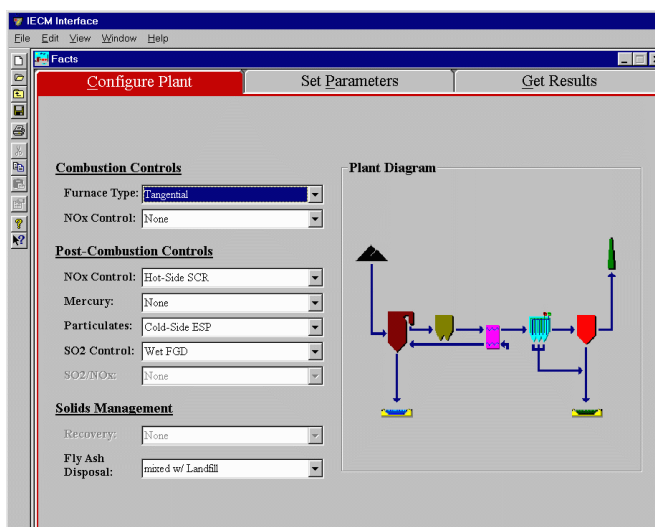 IECM Interface
File Edit View Window Help
Facts
Configure Plant Set Parameters Get Results
Combustion Controls
Furnace Type: Tangential
NOx Control: None
Post-Combustion Controls
NOx Control: Hot-Side SCR
Mercury: None
Particulates: Cold-Side ESP
SO2 Control: Wet FGD
SO2/NOx: None
Solids Management
Recovery: None
Fly Ash
Disposal: mixed w/ Landfill
Plant Diagram